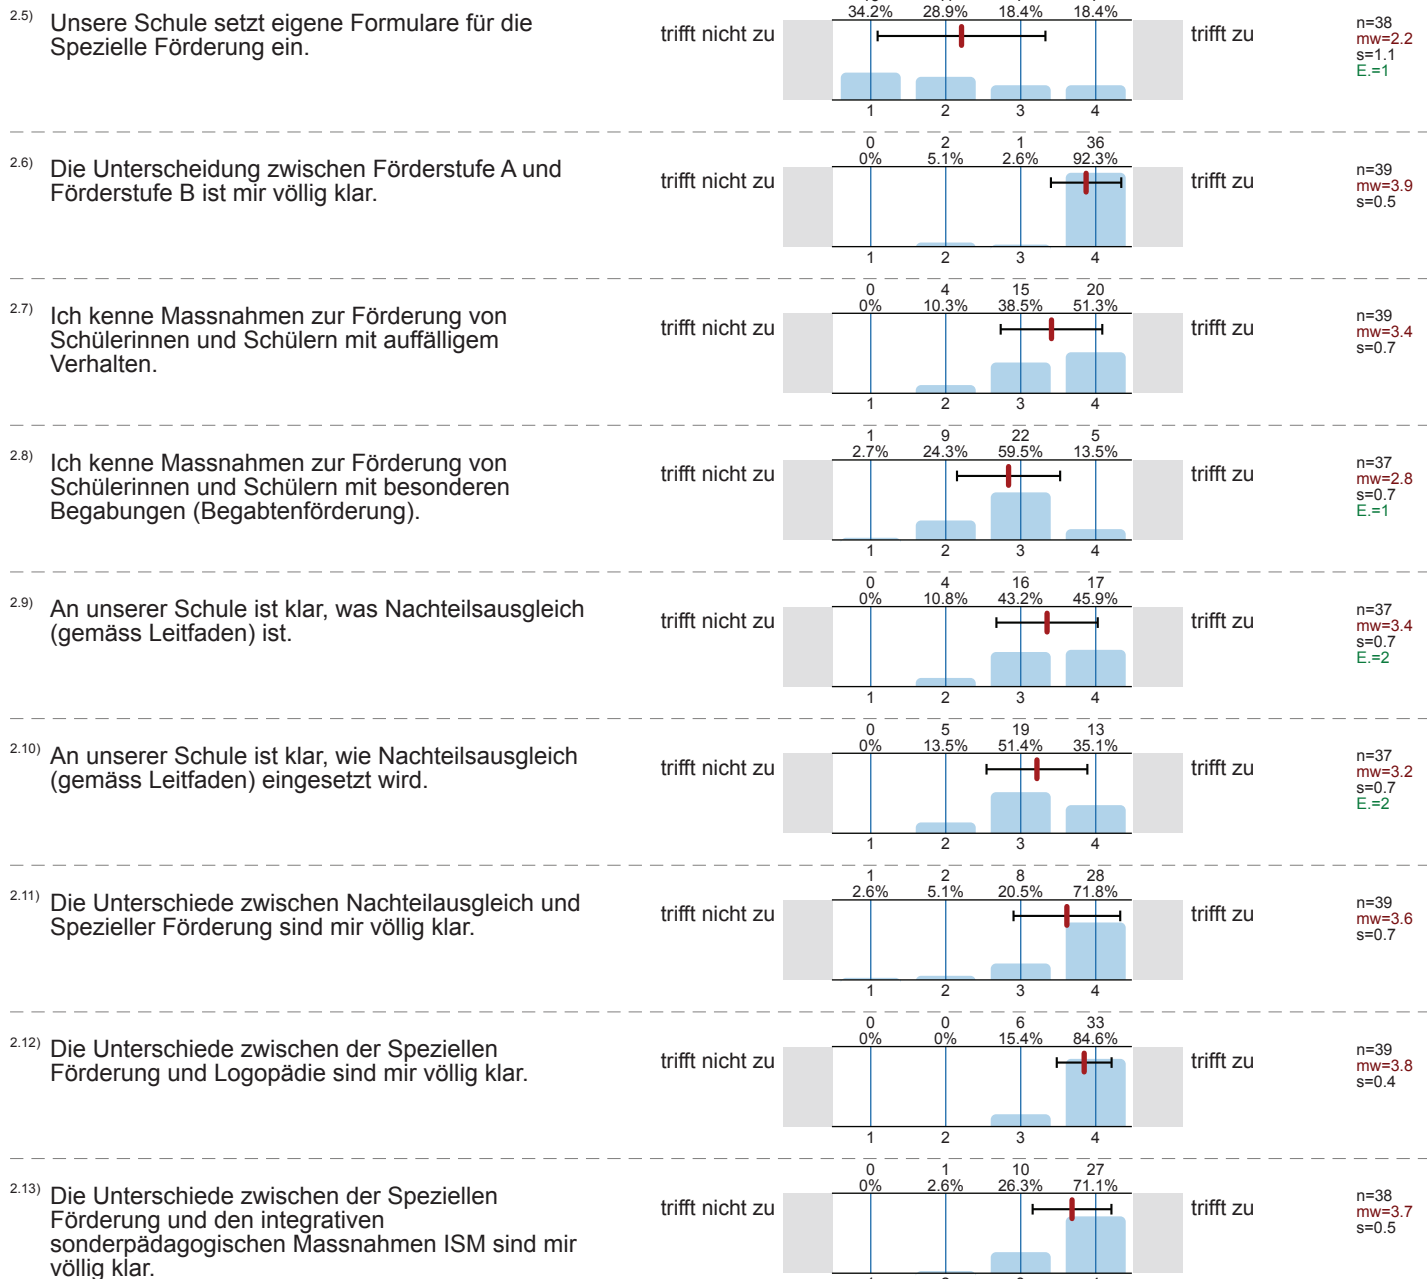 2.5) Unsere Schule setzt eigene Formulare für die
Spezielle Förderung ein.
trifft nicht zu
34.2% 28.9% 18.4% 18.4%
1 2 3 4
trifft zu
n=38
mw=2.2
s=1.1
E.=1
2.6) Die Unterscheidung zwischen Förderstufe A und
Förderstufe B ist mir völlig klar.
trifft nicht zu
0 2 1 36
0% 5.1% 2.6% 92.3%
1 2 3 4
trifft zu
n=39
mw=3.9
s=0.5
2.7) Ich kenne Massnahmen zur Förderung von
Schülerinnen und Schülern mit auffälligem
Verhalten.
trifft nicht zu
0 4 15 20
0% 10.3% 38.5% 51.3%
1 2 3 4
trifft zu
n=39
mw=3.4
s=0.7
2.8) Ich kenne Massnahmen zur Förderung von
Schülerinnen und Schülern mit besonderen
Begabungen (Begabtenförderung).
trifft nicht zu
1 9 22 5
2.7% 24.3% 59.5% 13.5%
1 2 3 4
trifft zu
n=37
mw=2.8
s=0.7
E.=1
2.9) An unserer Schule ist klar, was Nachteilsausgleich
(gemäss Leitfaden) ist.
trifft nicht zu
0 4 16 17
0% 10.8% 43.2% 45.9%
1 2 3 4
trifft zu
n=37
mw=3.4
s=0.7
E.=2
2.10) An unserer Schule ist klar, wie Nachteilsausgleich
(gemäss Leitfaden) eingesetzt wird.
trifft nicht zu
0 5 19 13
0% 13.5% 51.4% 35.1%
1 2 3 4
trifft zu
n=37
mw=3.2
s=0.7
E.=2
2.11) Die Unterschiede zwischen Nachteilausgleich und
Spezieller Förderung sind mir völlig klar.
trifft nicht zu
1 2 8 28
2.6% 5.1% 20.5% 71.8%
1 2 3 4
trifft zu
n=39
mw=3.6
s=0.7
2.12) Die Unterschiede zwischen der Speziellen
Förderung und Logopädie sind mir völlig klar.
trifft nicht zu
0 0 6 33
0% 0% 15.4% 84.6%
1 2 3 4
trifft zu
n=39
mw=3.8
s=0.4
2.13) Die Unterschiede zwischen der Speziellen
Förderung und den integrativen
sonderpädagogischen Massnahmen ISM sind mir
völlig klar.
trifft nicht zu
0 1 10 27
0% 2.6% 26.3% 71.1%
trifft zu
n=38
mw=3.7
s=0.5